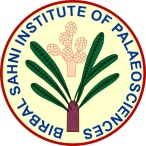 BIRBAL SAHNI INSTITUTE OF PALAEOSCIENCES